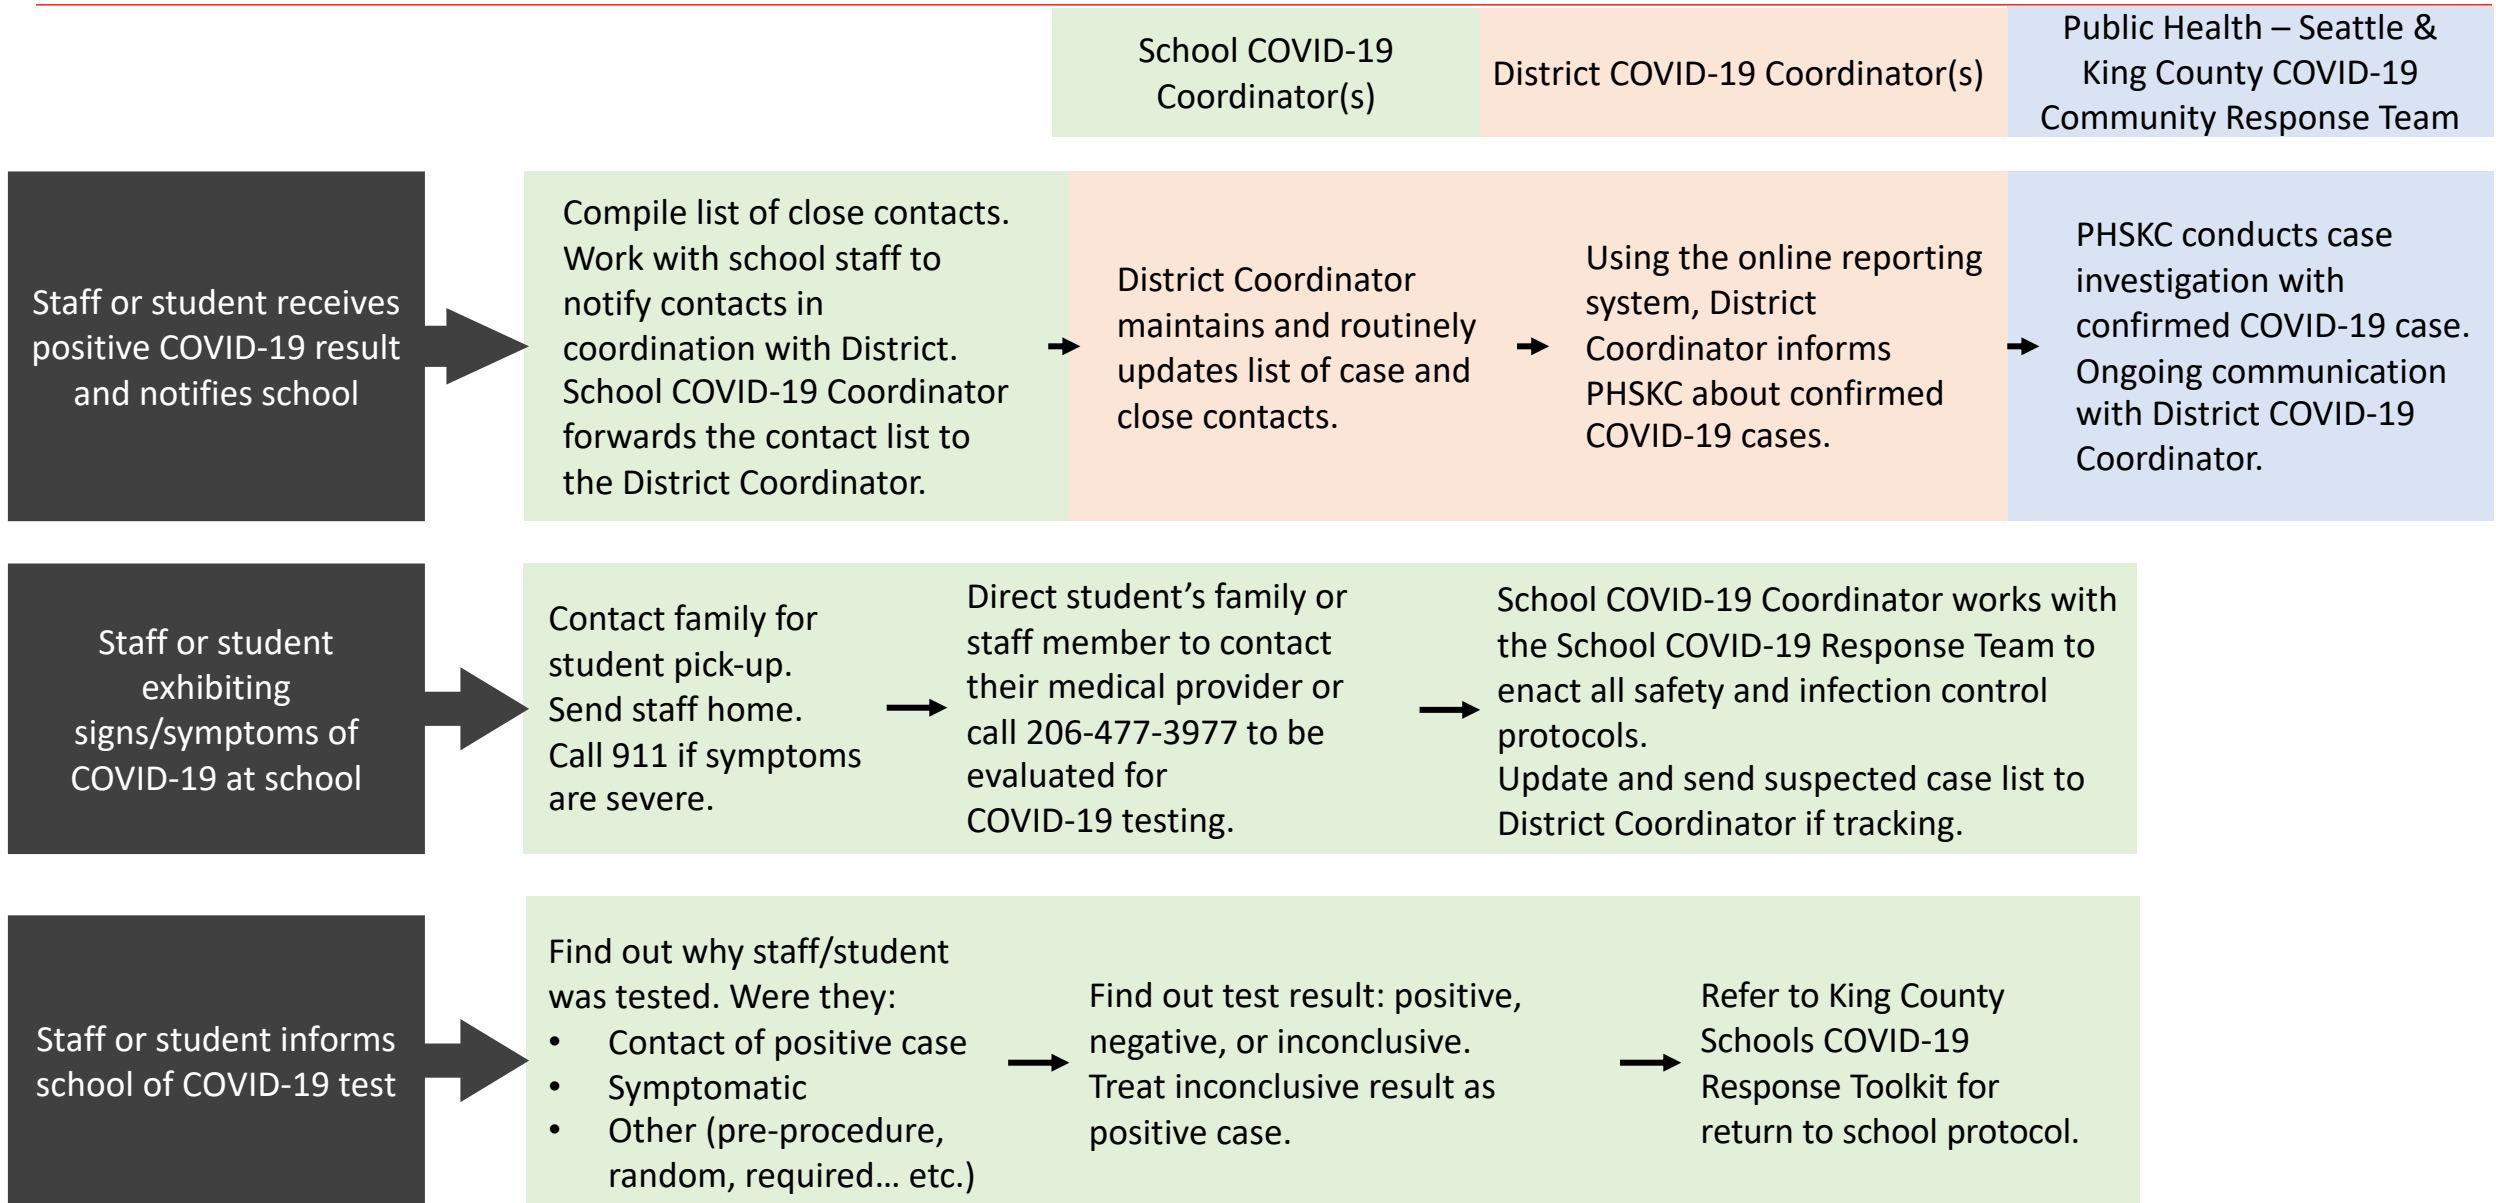 School COVID-19
Coordinator(s)
District COVID-19 Coordinator(s)
Public Health – Seattle &
King County COVID-19
Community Response Team
Staff or student receives
positive COVID-19 result
and notifies school
Compile list of close contacts.
Work with school staff to
notify contacts in
coordination with District.
School COVID-19 Coordinator
forwards the contact list to
the District Coordinator.
District Coordinator
maintains and routinely
updates list of case and
close contacts.
Using the online reporting
system, District
Coordinator informs
PHSKC about confirmed
COVID-19 cases.
PHSKC conducts case
investigation with
confirmed COVID-19 case.
Ongoing communication
with District COVID-19
Coordinator.
Staff or student
exhibiting
signs/symptoms of
COVID-19 at school
Contact family for
student pick-up.
Send staff home.
Call 911 if symptoms
are severe.
Direct student’s family or
staff member to contact
their medical provider or
call 206-477-3977 to be
evaluated for
COVID-19 testing.
School COVID-19 Coordinator works with
the School COVID-19 Response Team to
enact all safety and infection control
protocols.
Update and send suspected case list to
District Coordinator if tracking.
Staff or student informs
school of COVID-19 test
Find out why staff/student
was tested. Were they:
• Contact of positive case
• Symptomatic
• Other (pre-procedure,
random, required… etc.)
Find out test result: positive,
negative, or inconclusive.
Treat inconclusive result as
positive case.
Refer to King County
Schools COVID-19
Response Toolkit for
return to school protocol.